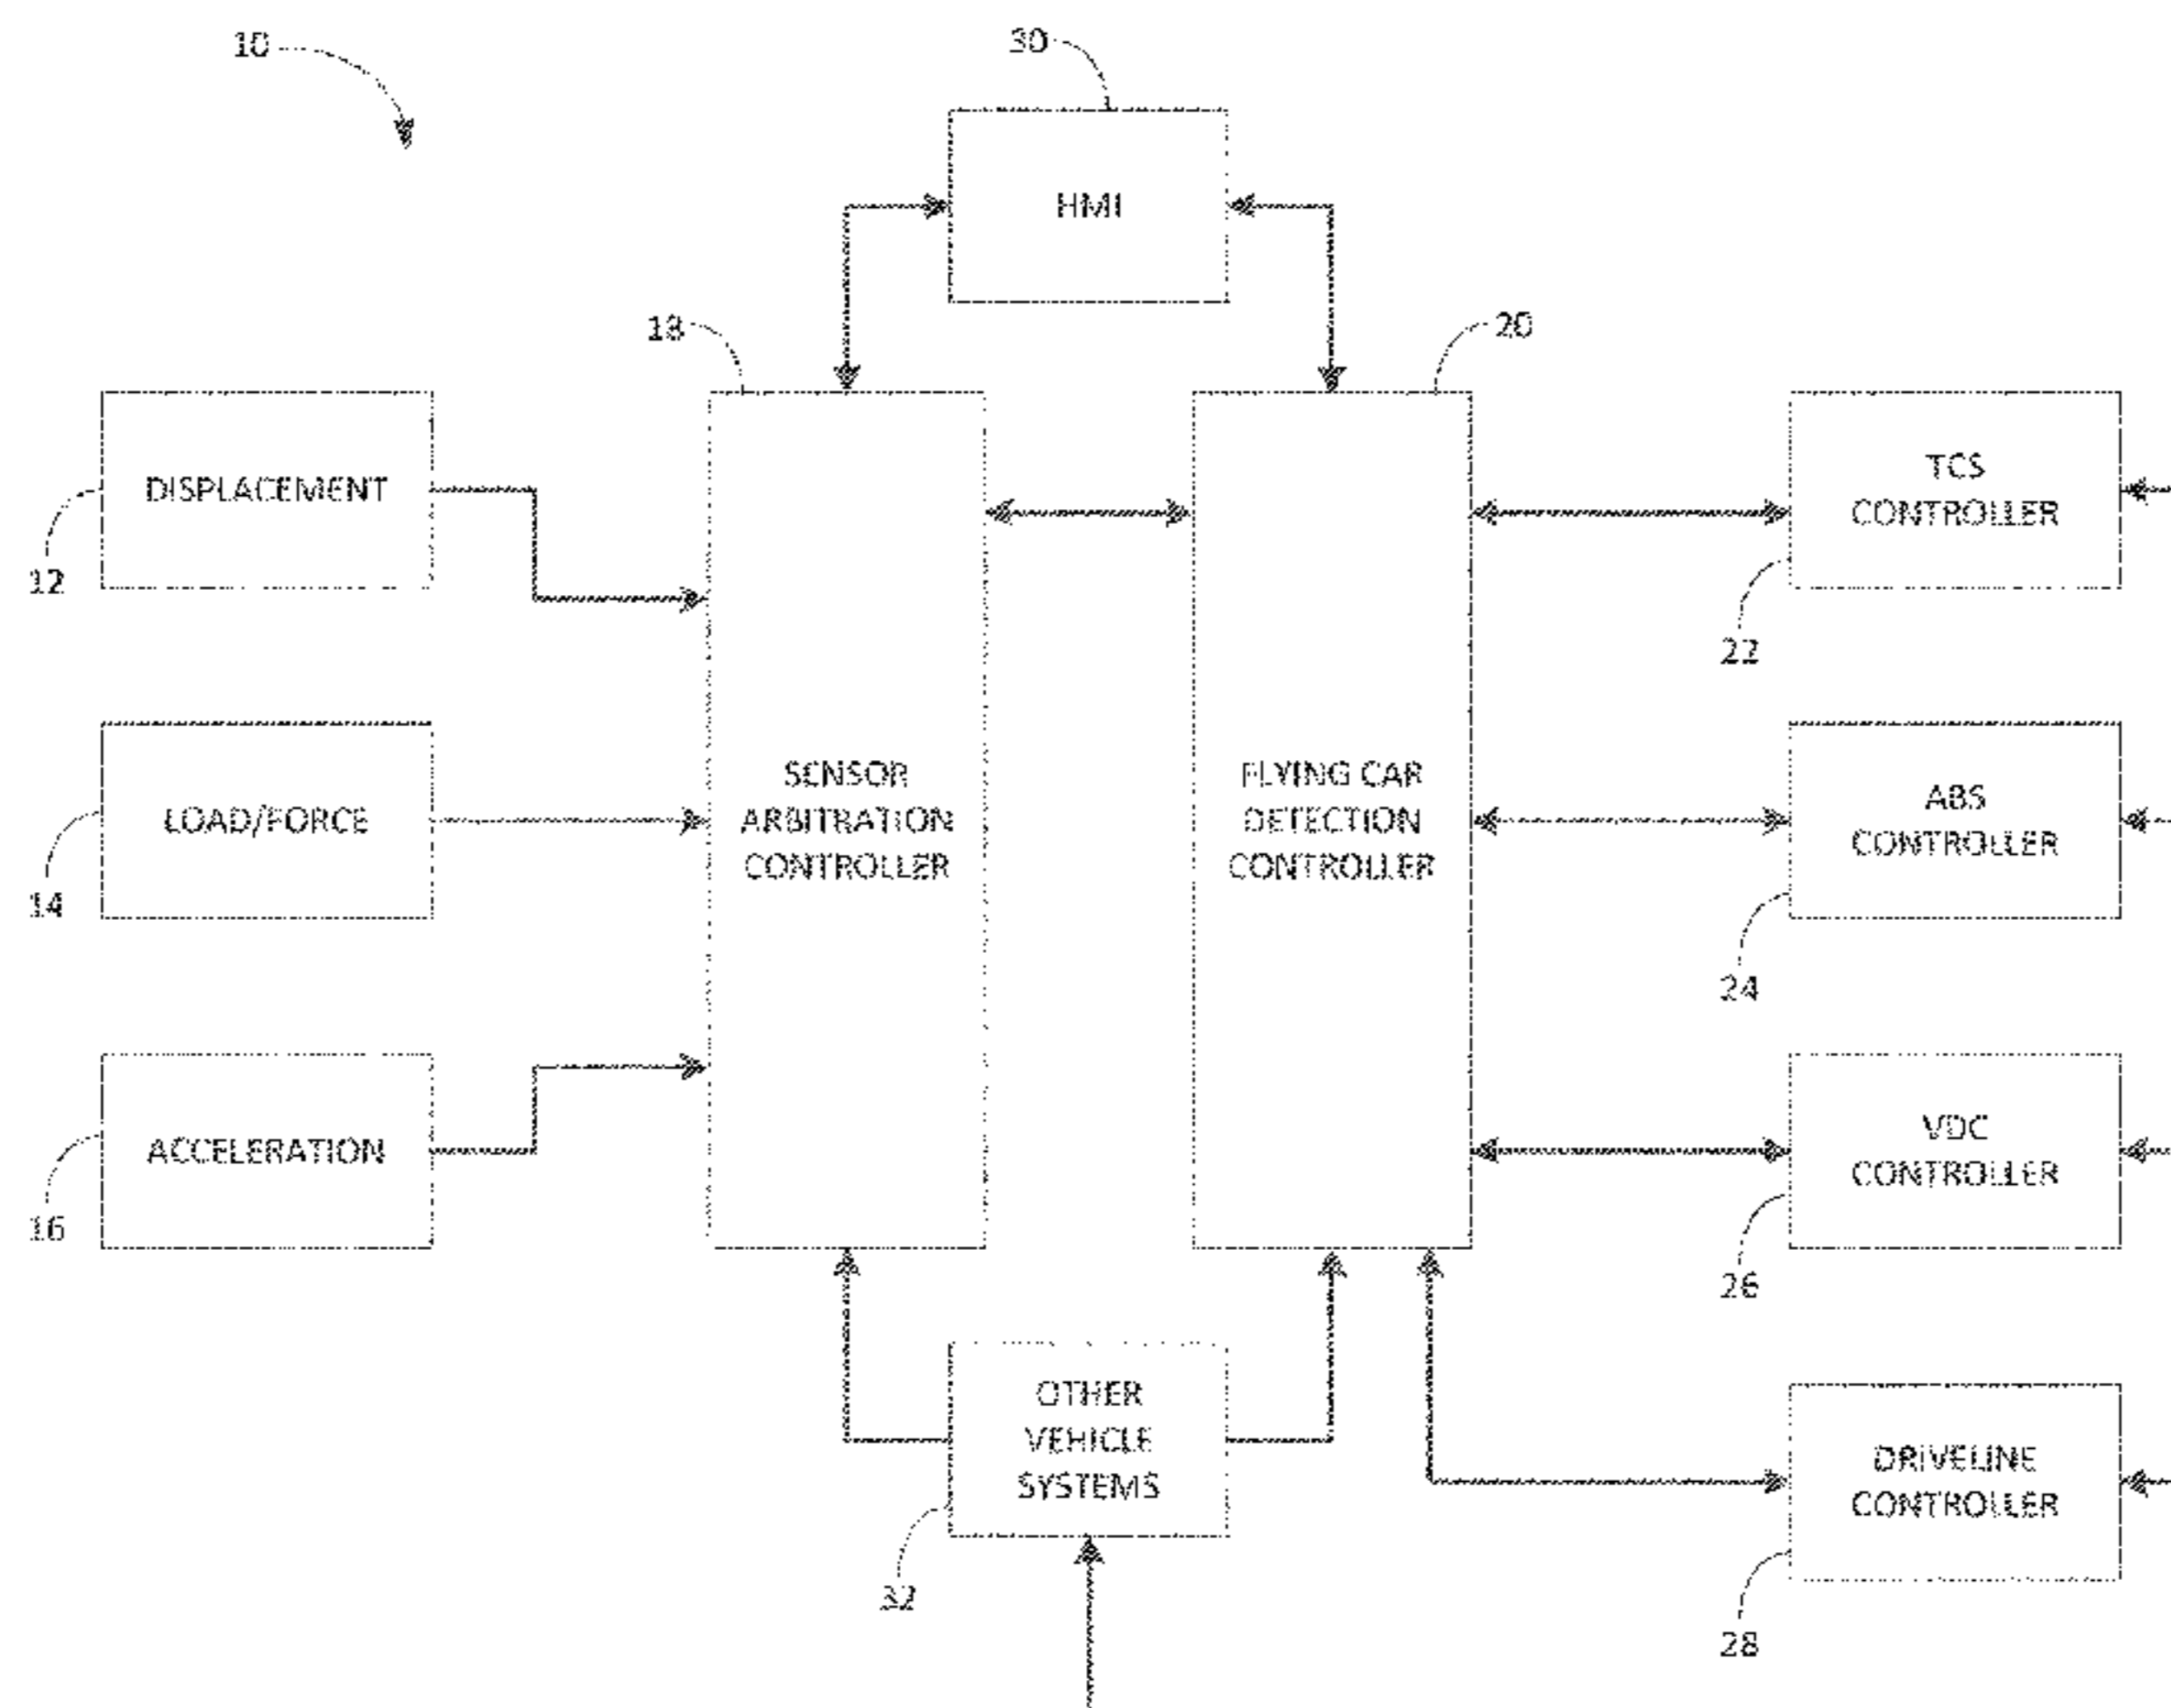 10
30
HMI
18
20
DISPLACEMENT
12
TCS
CONTROLLER
22
LOAD/FORCE
14
SENSOR
ARBITRATION
CONTROLLER
FLYING CAR
DETECTION
CONTROLLER
ABS
CONTROLLER
24
ACCELERATION
16
VDC
CONTROLLER
26
OTHER
VEHICLE
SYSTEMS
32
DRIVELINE
CONTROLLER
28